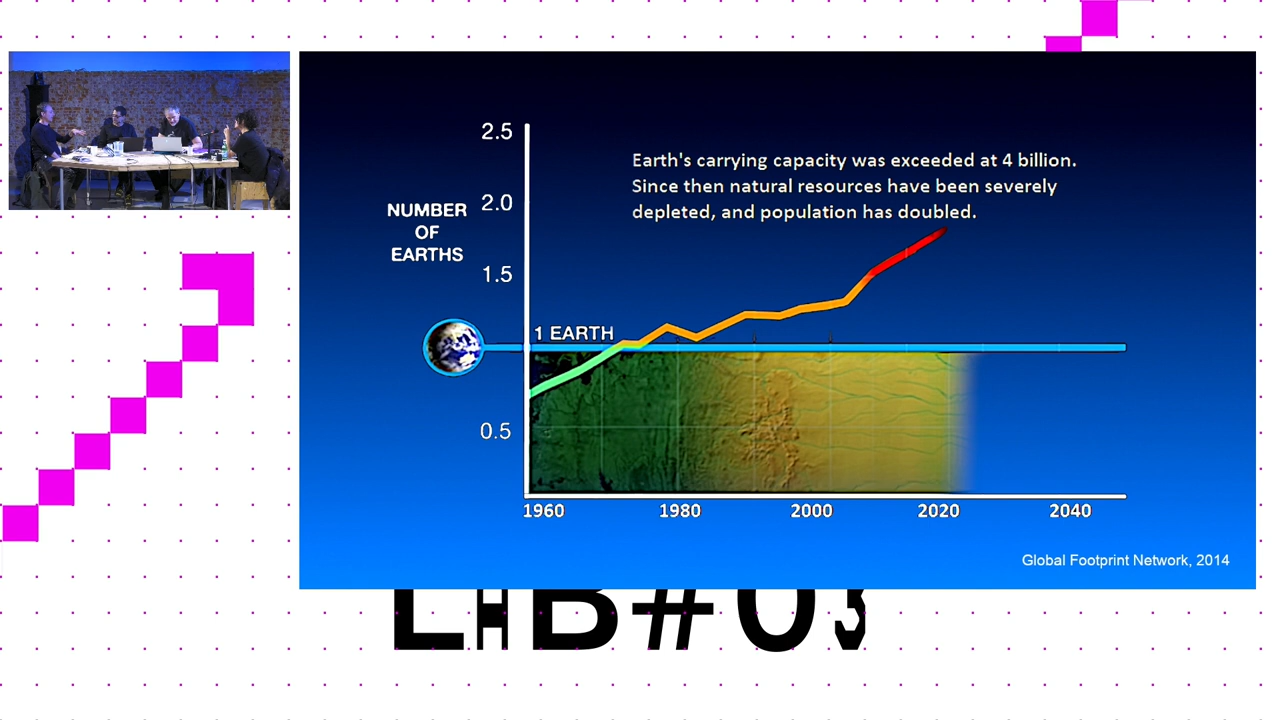 2.5
Earth's carrying capacity was exceeded at 4 billion.
Since then natural resources have been severely
depleted, and population has doubled.
NUMBER
OF
EARTHS
2.0
1.5
1 EARTH
0.5
1960 1980 2000 2020 2040
Global Footprint Network, 2014
LAB#03